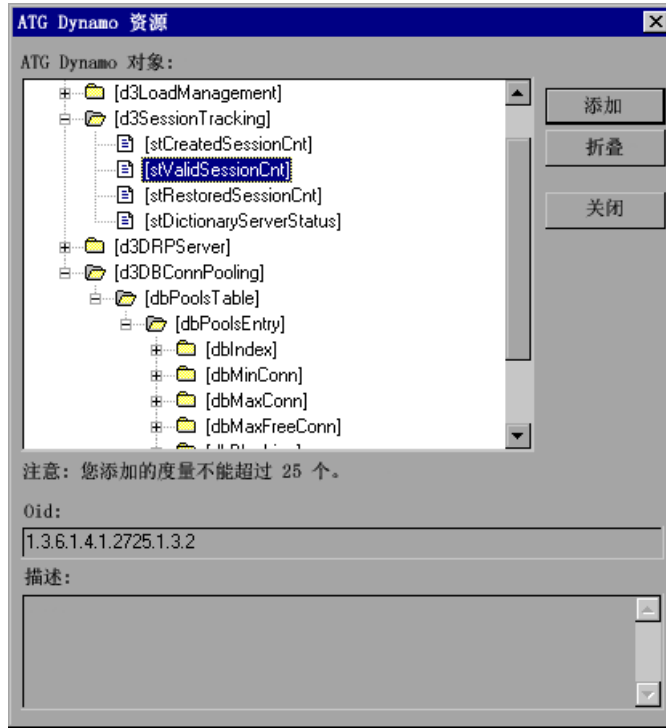 ATG Dynamo 资源
ATG Dynamo 对象:
[d3LoadManagement]
[d3SessionTracking]
[stCreatedSessionCnt]
[stValidSessionCnt]
[stRestoredSessionCnt]
[stDictionaryServerStatus]
[d3DRPServer]
[d3DBConnPooling]
[dbPoolsTable]
[dbPoolsEntry]
[dbIndex]
[dbMinConn]
[dbMaxConn]
[dbMaxFreeConn]
添加
折叠
关闭
注意: 您添加的度量不能超过 25 个。
Oid:
1.3.6.1.4.1.2725.1.3.2
描述: